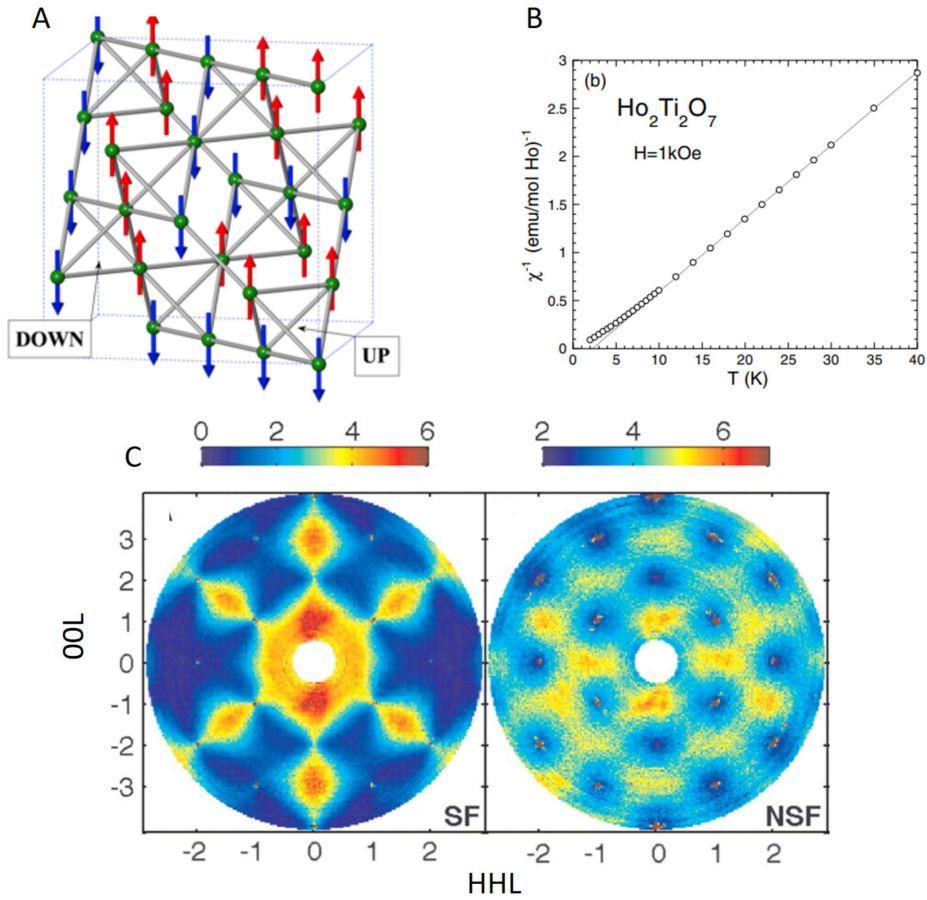 A
DOWN
UP
B
(b)
Ho2Ti2O7
H=1kOe
χ-1 (emu/mol Ho)-1
3
2.5
2
1.5
1
0.5
0
0 5 10 15 20 25 30 35 40
T (K)
C
0 2 4 6
2 4 6
00L
3
2
1
0
-1
-2
-3
SF
NSF
-2 -1 0 1 2
-2 -1 0 1 2
HHL